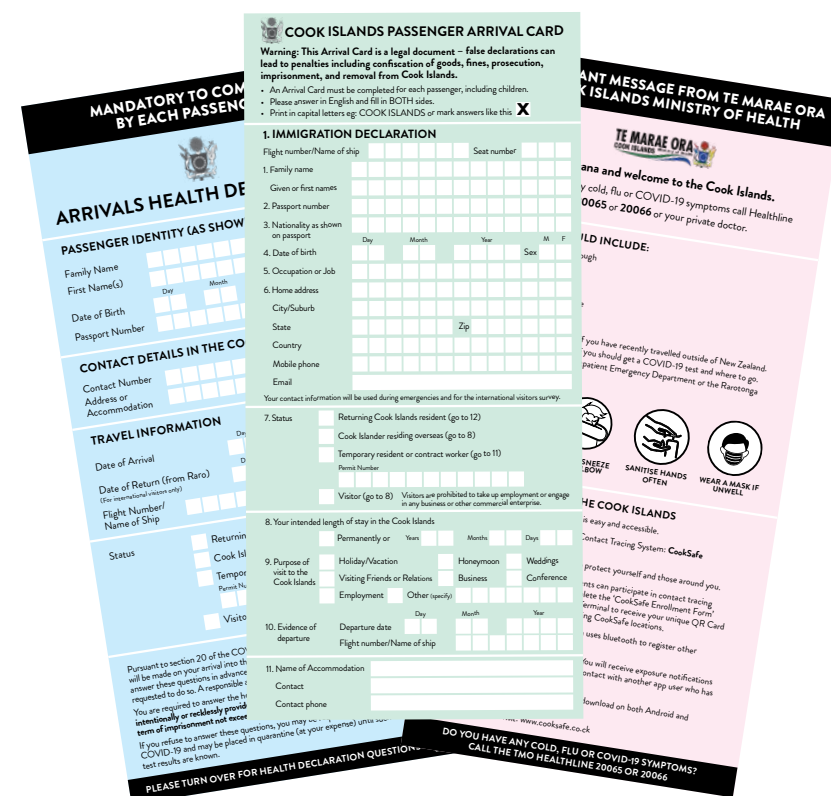 MANDATORY TO COM
BY EACH PASSENG
ARRIVALS HEALTH DE
PASSENGER IDENTITY (AS SHOW
Family Name
First Name(s)
Day Month
Date of Birth
Passport Number
CONTACT DETAILS IN THE CO
Contact Number
Address or
Accommodation
TRAVEL INFORMATION
Date of Arrival
Date of Return (from Raro)
(For international visitors only)
Flight Number/
Name of Ship
Status
Returnin
Cook Isl
Tempor
Permit Nu
Visito
Pursuant to section 20 of the COV
will be made on your arrival into th
answer these questions in advance
requested to do so. A responsible a
You are required to answer the h
intentionally or recklessly provid
term of imprisonment not excee
If you refuse to answer these questions, you may be
COVID-19 and may be placed in quarantine (at your expense) until suc
test results are known.
PLEASE TURN OVER FOR HEALTH DECLARATION QUESTION
COOK ISLANDS PASSENGER ARRIVAL CARD
Warning: This Arrival Card is a legal document – false declarations can
lead to penalties including confiscation of goods, fines, prosecution,
imprisonment, and removal from Cook Islands.
• An Arrival Card must be completed for each passenger, including children.
• Please answer in English and fill in BOTH sides.
• Print in capital letters eg: COOK ISLANDS or mark answers like this X
1. IMMIGRATION DECLARATION
Flight number/Name of ship Seat number
1. Family name
Given or first names
2. Passport number
3. Nationality as shown
on passport
Day Month Year M F
4. Date of birth Sex
5. Occupation or Job
6. Home address
City/Suburb
State Zip
Country
Mobile phone
Email
Your contact information will be used during emergencies and for the international visitors survey.
7. Status Returning Cook Islands resident (go to 12)
Cook Islander residing overseas (go to 8)
Temporary resident or contract worker (go to 11)
Permit Number
Visitor (go to 8) Visitors are prohibited to take up employment or engage
in any business or other commercial enterprise.
8. Your intended length of stay in the Cook Islands
Permanently or Years Months Days
9. Purpose of
visit to the
Cook Islands
Holiday/Vacation Honeymoon Weddings
Visiting Friends or Relations Business Conference
Employment Other (specify)
Day Month Year
10. Evidence of
departure
Departure date
Flight number/Name of ship
11. Name of Accommodation
Contact
Contact phone
ANT MESSAGE FROM TE MARAE ORA
K ISLANDS MINISTRY OF HEALTH
TE MARAE ORA
COOK ISLANDS
ana and welcome to the Cook Islands.
y cold, flu or COVID-19 symptoms call Healthline
0065 or 20066 or your private doctor.
LD INCLUDE:
ough
e
f you have recently travelled outside of New Zealand.
you should get a COVID-19 test and where to go.
patient Emergency Department or the Rarotonga
SNEEZE
LBOW
SANITISE HANDS
OFTEN
WEAR A MASK IF
UNWELL
HE COOK ISLANDS
is easy and accessible.
Contact Tracing System: CookSafe
protect yourself and those around you.
nts can participate in contact tracing
lete the 'CookSafe Enrollment Form'
Terminal to receive your unique QR Card
ng CookSafe locations.
uses bluetooth to register other
You will receive exposure notifications
ontact with another app user who has
download on both Android and
www.cooksafe.co.ck
DO YOU HAVE ANY COLD, FLU OR COVID-19 SYMPTOMS?
CALL THE TMO HEALTHLINE 20065 OR 20066